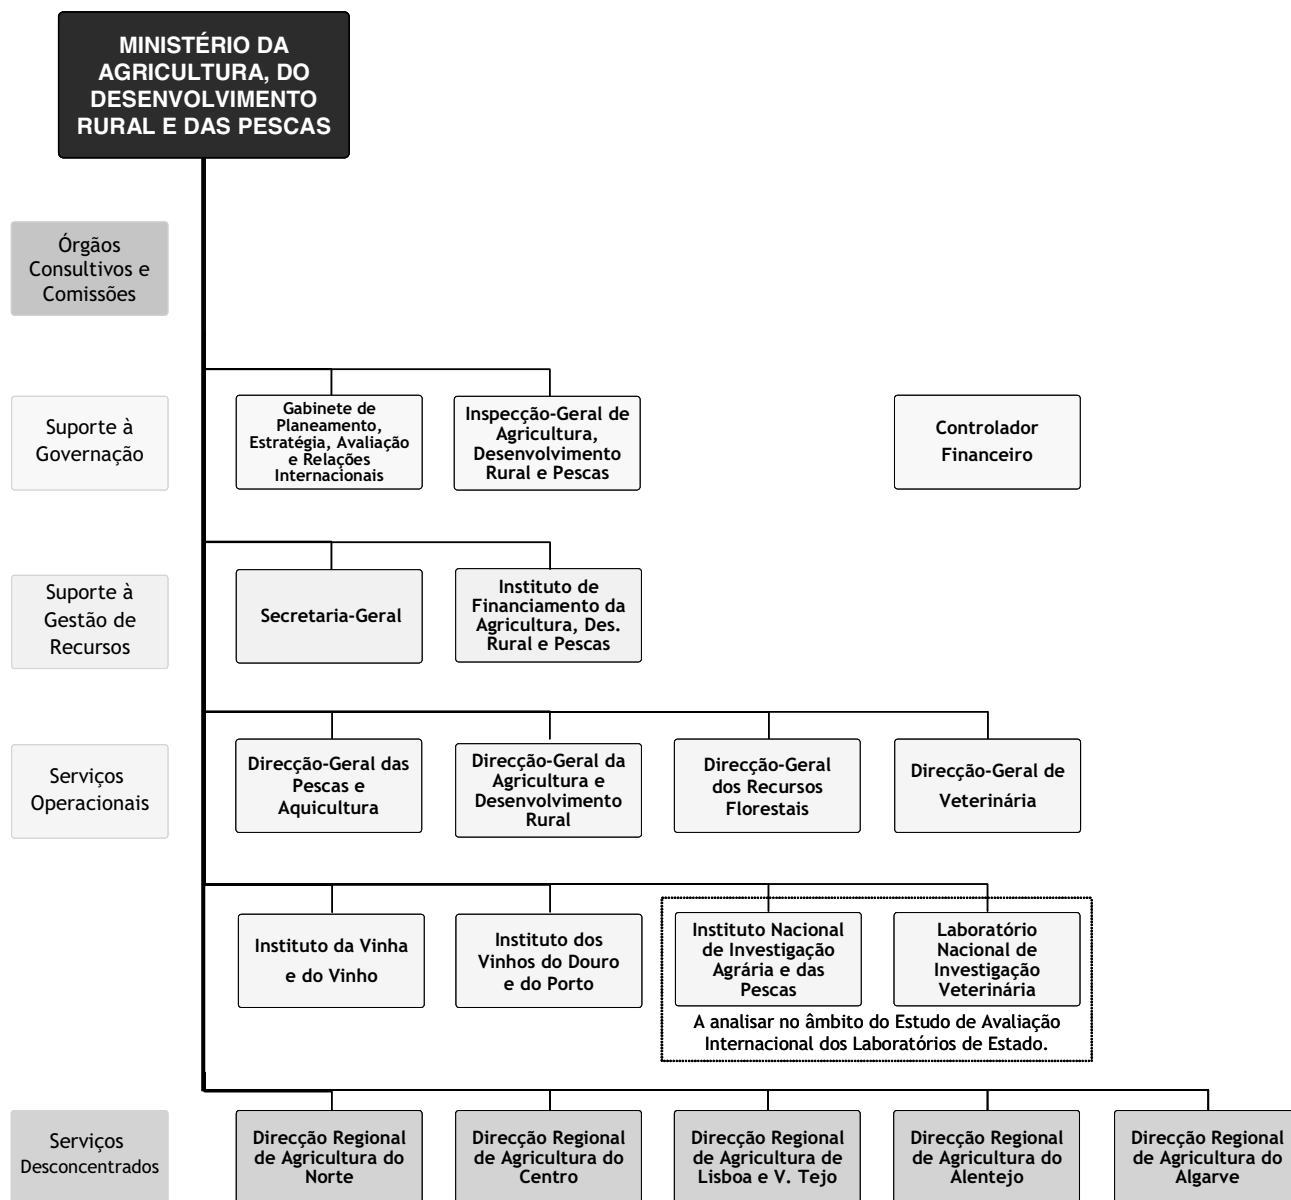 MINISTÉRIO DA
AGRICULTURA, DO
DESENVOLVIMENTO
RURAL E DAS PESCAS
Órgãos
Consultivos e
Comissões
Suporte à
Governação
Gabinete de
Planeamento,
Estratégia, Avaliação
e Relações
Internacionais
Inspecção-Geral de
Agricultura,
Desenvolvimento
Rural e Pescas
Controlador
Financeiro
Suporte à
Gestão de
Recursos
Secretaria-Geral
Instituto de
Financiamento da
Agricultura, Des.
Rural e Pescas
Serviços
Operacionais
Direcção-Geral das
Pescas e
Aquicultura
Direcção-Geral da
Agricultura e
Desenvolvimento
Rural
Direcção-Geral
dos Recursos
Florestais
Direcção-Geral de
Veterinária
Instituto da Vinha
e do Vinho
Instituto dos
Vinhos do Douro
e do Porto
Instituto Nacional
de Investigação
Agrária e das
Pescas
Laboratório
Nacional de
Investigação
Veterinária
A analisar no âmbito do Estudo de Avaliação
Internacional dos Laboratórios de Estado.
Serviços
Desconcentrados
Direcção Regional
de Agricultura do
Norte
Direcção Regional
de Agricultura do
Centro
Direcção Regional
de Agricultura de
Lisboa e V. Tejo
Direcção Regional
de Agricultura do
Alentejo
Direcção Regional
de Agricultura do
Algarve